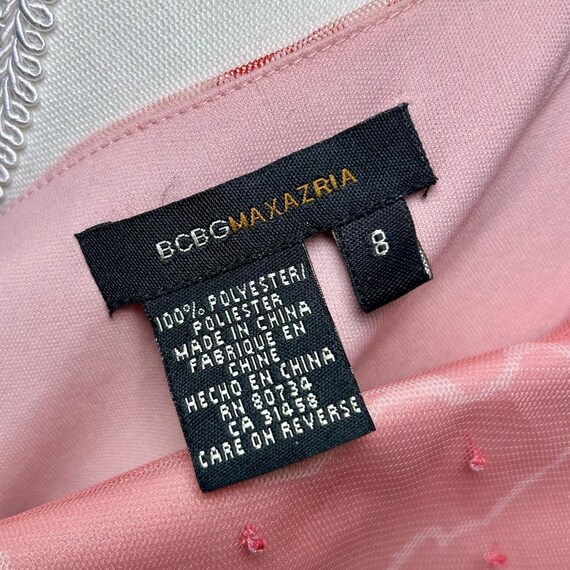 BCBGMAXAZRIA
8
100% POLYESTER/
POLIESTER
MADE IN CHINA
FABRIQUE EN
CHINE
HECHO EN CHINA
RN 80734
CA 31458
CARE ON REVERSE